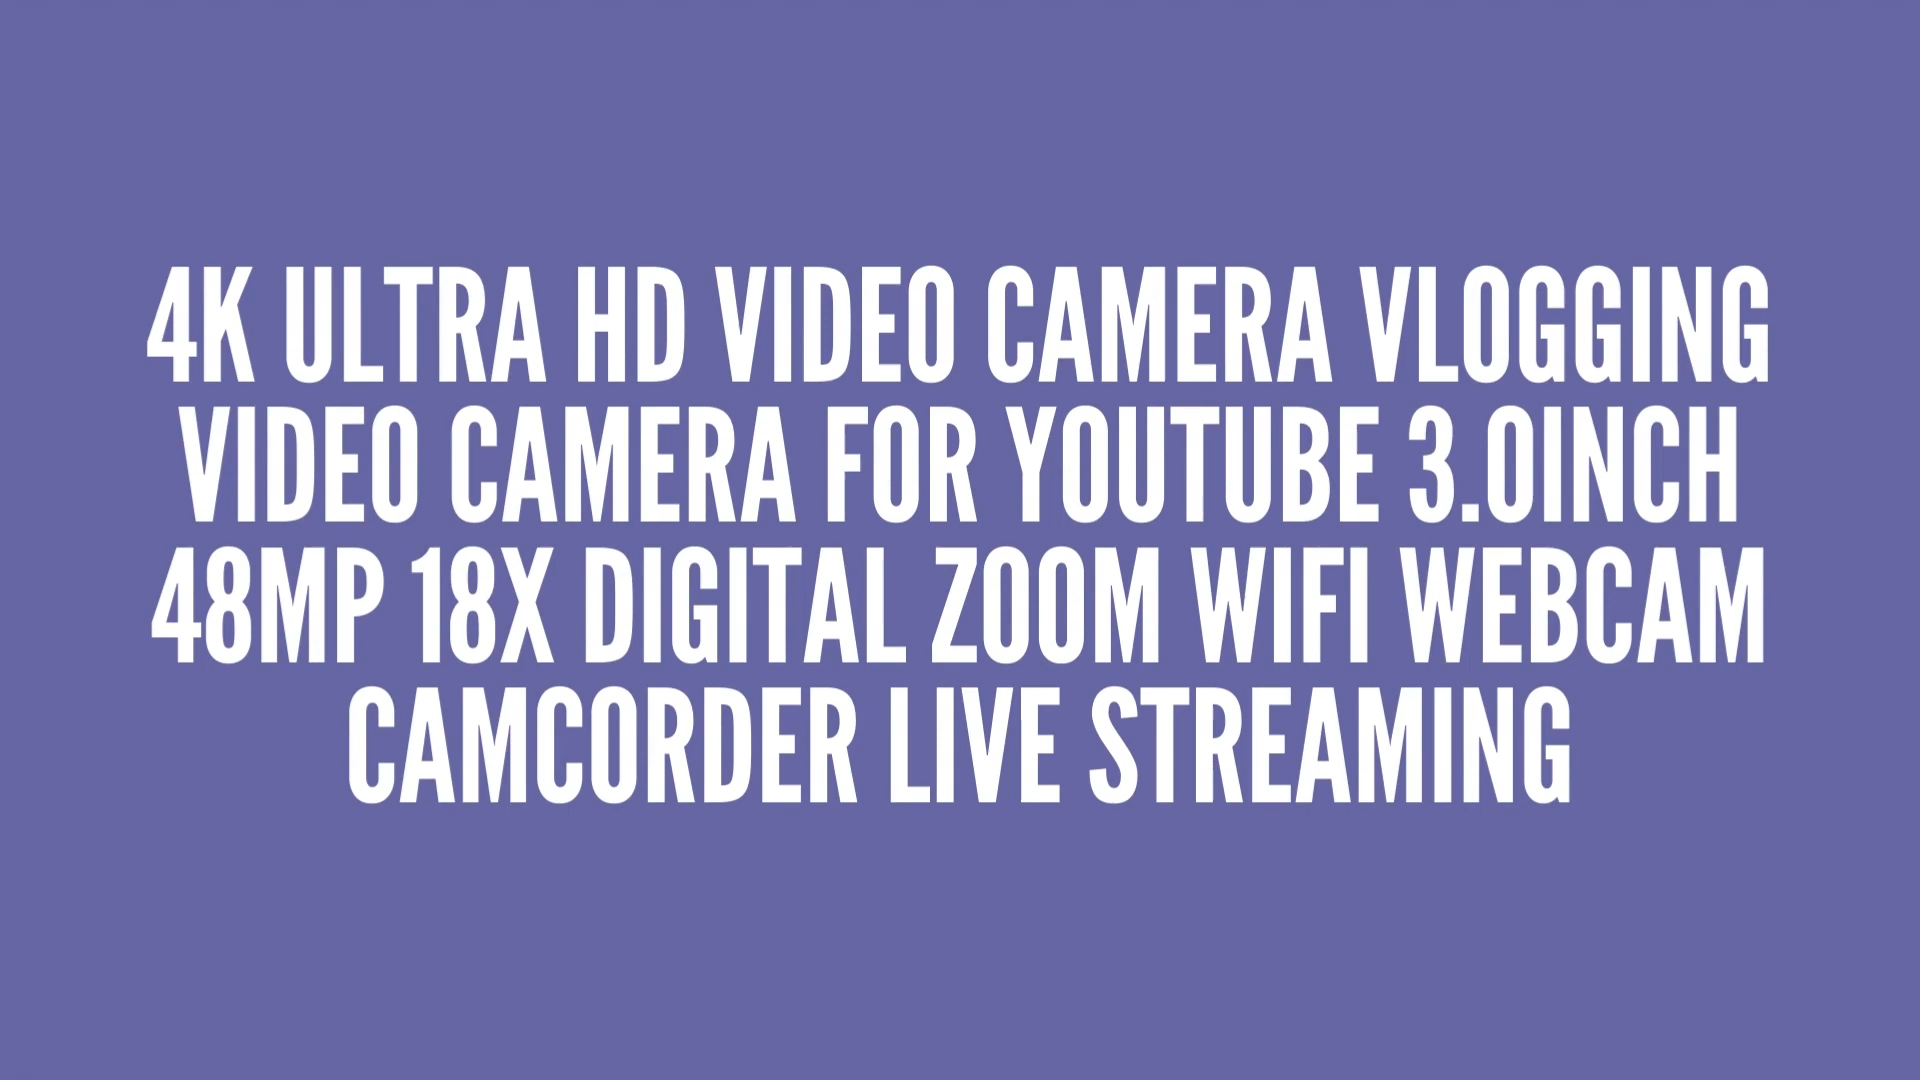 4K ULTRA HD VIDEO CAMERA VLOGGING
VIDEO CAMERA FOR YOUTUBE 3.0INCH
48MP 18X DIGITAL ZOOM WIFI WEBCAM
CAMCORDER LIVE STREAMING